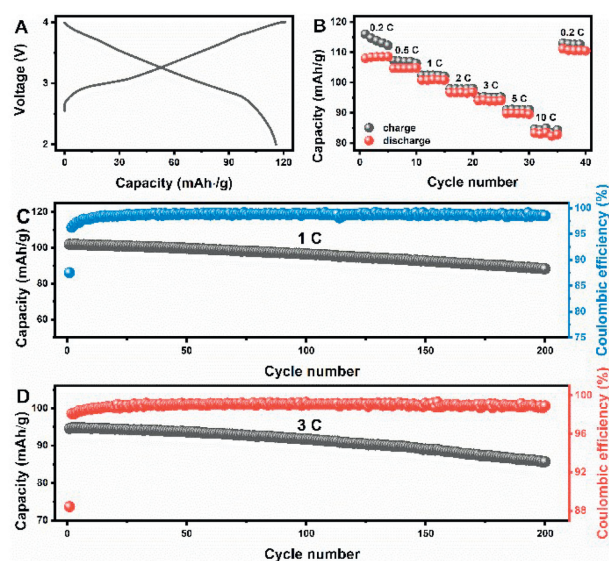 A
Voltage (V)
4
3
2
0 30 60 90 120
Capacity (mAh·/g)
B
Capacity (mAh/g)
120
110
100
90
80
0.2 C
0.5 C
1 C
2 C
3 C
5 C
10 C
0.2 C
charge
discharge
0 10 20 30 40
Cycle number
C
Capacity (mAh/g)
120
100
80
60
1 C
100
95
90
85
80
75
Coulombic efficiency (%)
0 50 100 150 200
Cycle number
D
Capacity (mAh/g)
100
90
80
70
3 C
100
98
96
94
92
90
88
Coulombic efficiency (%)
0 50 100 150 200
Cycle number